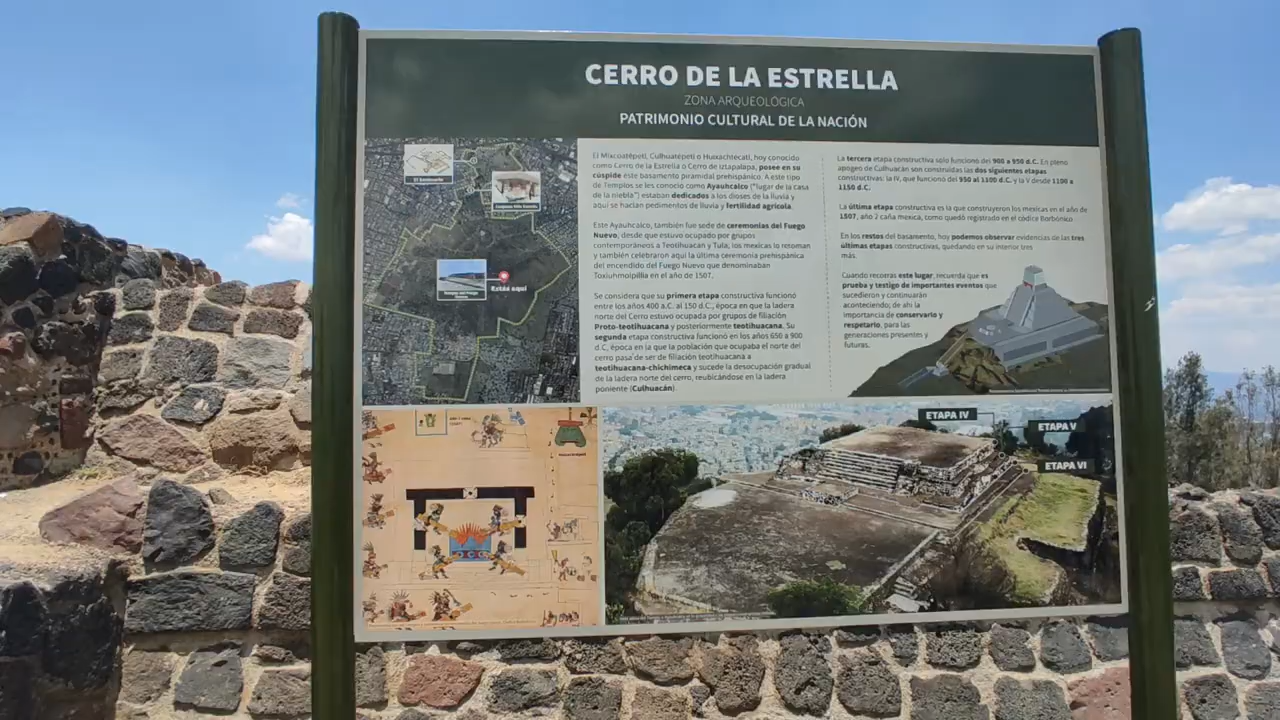 CERRO DE LA ESTRELLA
ZONA ARQUEOLÓGICA
PATRIMONIO CULTURAL DE LA NACIÓN
Estás aquí
El Mixcoatépetl, Culhuatépetl o Huixachtecatl, hoy conocido
como Cerro de la Estrella o Cerro de Iztapalapa, posee en su
cúspide este basamento piramidal prehispánico. A este tipo
de Templos se les conoció como Ayauhcalco ("lugar de la casa
de la niebla") estaban dedicados a los dioses de la lluvia y
aquí se hacían pedimentos de lluvia y fertilidad agrícola.
Este Ayauhcalco, también fue sede de ceremonias del Fuego
Nuevo, desde que estuvo ocupado por grupos
contemporáneos a Teotihuacan y Tula, los mexicas lo retoman
y también celebraron aquí la última ceremonia prehispánica
del encendido del Fuego Nuevo que denominaban
Toxiuhmolpillia en el año de 1507.
Se considera que su primera etapa constructiva funcionó
entre los años 400 a.C. al 150 d.C., época en que la ladera
norte del Cerro estuvo ocupada por grupos de filiación
Proto-teotihuacana y posteriormente teotihuacana. Su
segunda etapa constructiva funcionó en los años 650 a 900
d.C, época en la que la población que ocupaba el norte del
cerro pasa de ser de filiación teotihuacana a
teotihuacana-chichimeca y sucede la desocupación gradual
de la ladera norte del cerro, reubicándose en la ladera
poniente (Culhuacán).
La tercera etapa constructiva sólo funcionó del 900 a 950 d.C. En pleno
apogeo de Culhuacán son construidas las dos siguientes etapas
constructivas: la IV, que funcionó del 950 al 1100 d.C. y la V desde 1100 a
1150 d.C.
La última etapa constructiva es la que construyeron los mexicas en el año de
1507, año 2 caña mexica, como quedó registrado en el códice Borbónico
En los restos del basamento, hoy podemos observar evidencias de las tres
últimas etapas constructivas, quedando en su interior tres
más.
Cuando recorras este lugar, recuerda que es
prueba y testigo de importantes eventos que
sucedieron y continuarán
aconteciendo; de ahí la
importancia de conservarlo y
respetarlo, para las
generaciones presentes y
futuras.
ETAPA IV
ETAPA V
ETAPA VI